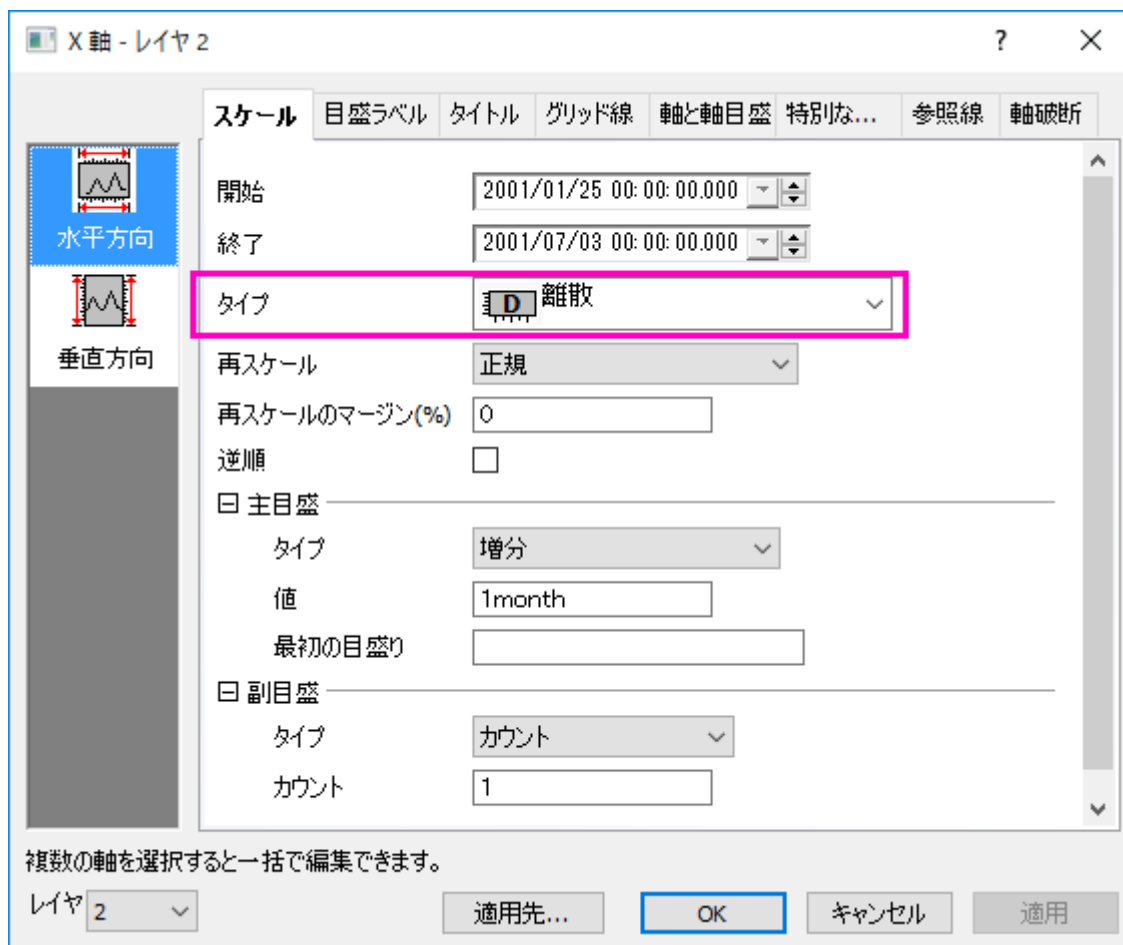 X 軸 - レイヤ 2 ?
スケール 目盛ラベル タイトル グリッド線 軸と軸目盛 特別な... 参照線 軸破断
水平方向
垂直方向
開始 2001/01/25 00:00:00.000
終了 2001/07/03 00:00:00.000
タイプ D 離散
再スケール 正規
再スケールのマージン(%) 0
逆順
主目盛
タイプ 増分
値 1month
最初の目盛り
副目盛
タイプ カウント
カウント 1
複数の軸を選択すると一括で編集できます。
レイヤ 2 適用先... OK キャンセル 適用